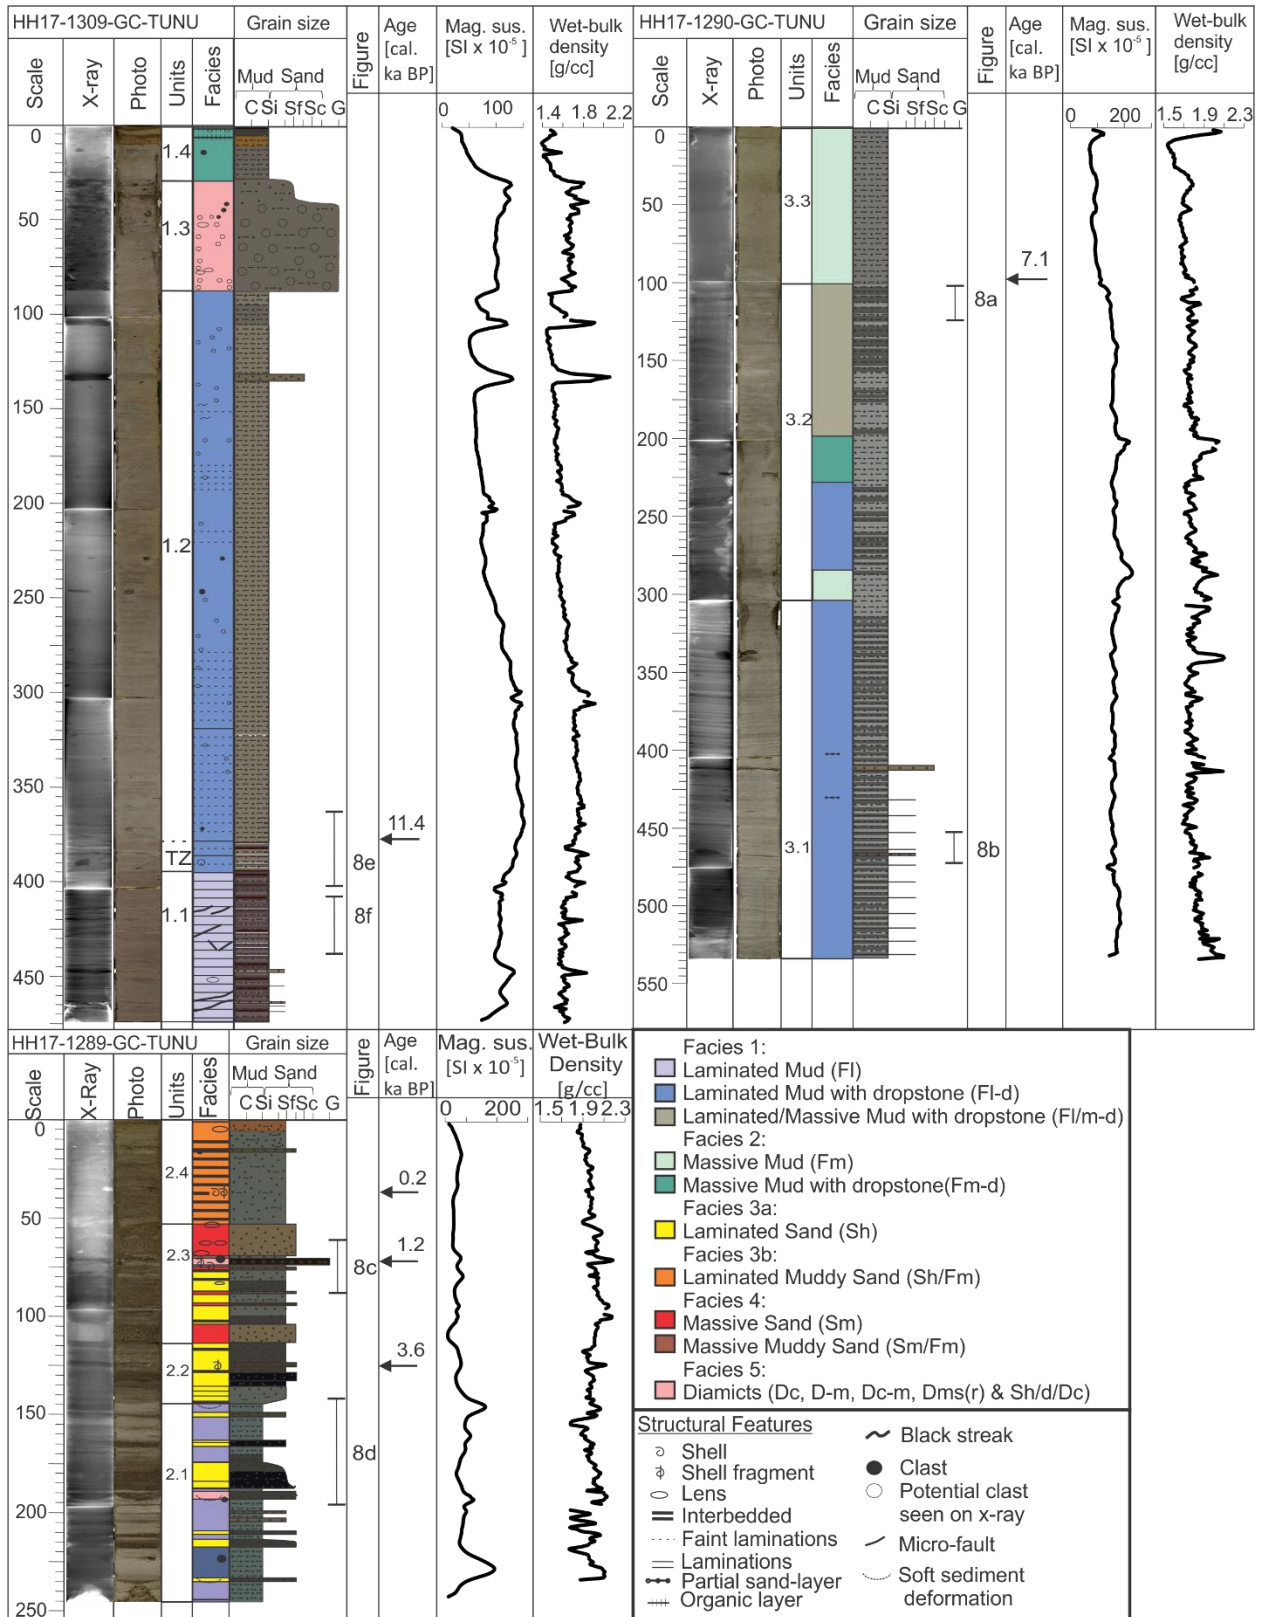 HH17-1309-GC-TUNU
Grain size
Scale
X-ray
Photo
Units
Facies
Mud Sand
C Si Sf Sc G
Figure
Age
[cal.
ka BP]
Mag. sus.
[SI x 10⁻⁵]
0 100
Wet-bulk
density
[g/cc]
1.4 1.8 2.2
0
50
100
150
200
250
300
350
400
450
1.4
1.3
1.2
TZ
1.1
8e
8f
11.4
HH17-1290-GC-TUNU
Grain size
Scale
X-ray
Photo
Units
Facies
Mud Sand
C Si Sf Sc G
Figure
Age
[cal.
ka BP]
Mag. sus.
[SI x 10⁻⁵]
0 200
Wet-bulk
density
[g/cc]
1.5 1.9 2.3
0
50
100
150
200
250
300
350
400
450
500
550
3.3
3.2
3.1
8a
8b
7.1
HH17-1289-GC-TUNU
Grain size
Scale
X-Ray
Photo
Units
Facies
Mud Sand
C Si Sf Sc G
Figure
Age
[cal.
ka BP]
Mag. sus.
[SI x 10⁻⁵]
0 200
Wet-Bulk
Density
[g/cc]
1.5 1.9 2.3
0
50
100
150
200
250
2.4
2.3
2.2
2.1
8c
8d
0.2
1.2
3.6
Facies 1:
Laminated Mud (Fl)
Laminated Mud with dropstone (Fl-d)
Laminated/Massive Mud with dropstone (Fl/m-d)
Facies 2:
Massive Mud (Fm)
Massive Mud with dropstone(Fm-d)
Facies 3a:
Laminated Sand (Sh)
Facies 3b:
Laminated Muddy Sand (Sh/Fm)
Facies 4:
Massive Sand (Sm)
Massive Muddy Sand (Sm/Fm)
Facies 5:
Diamicts (Dc, D-m, Dc-m, Dms(r) & Sh/d/Dc)
Structural Features
Shell
Shell fragment
Lens
Interbedded
Faint laminations
Laminations
Partial sand-layer
Organic layer
Black streak
Clast
Potential clast
seen on x-ray
Micro-fault
Soft sediment
deformation